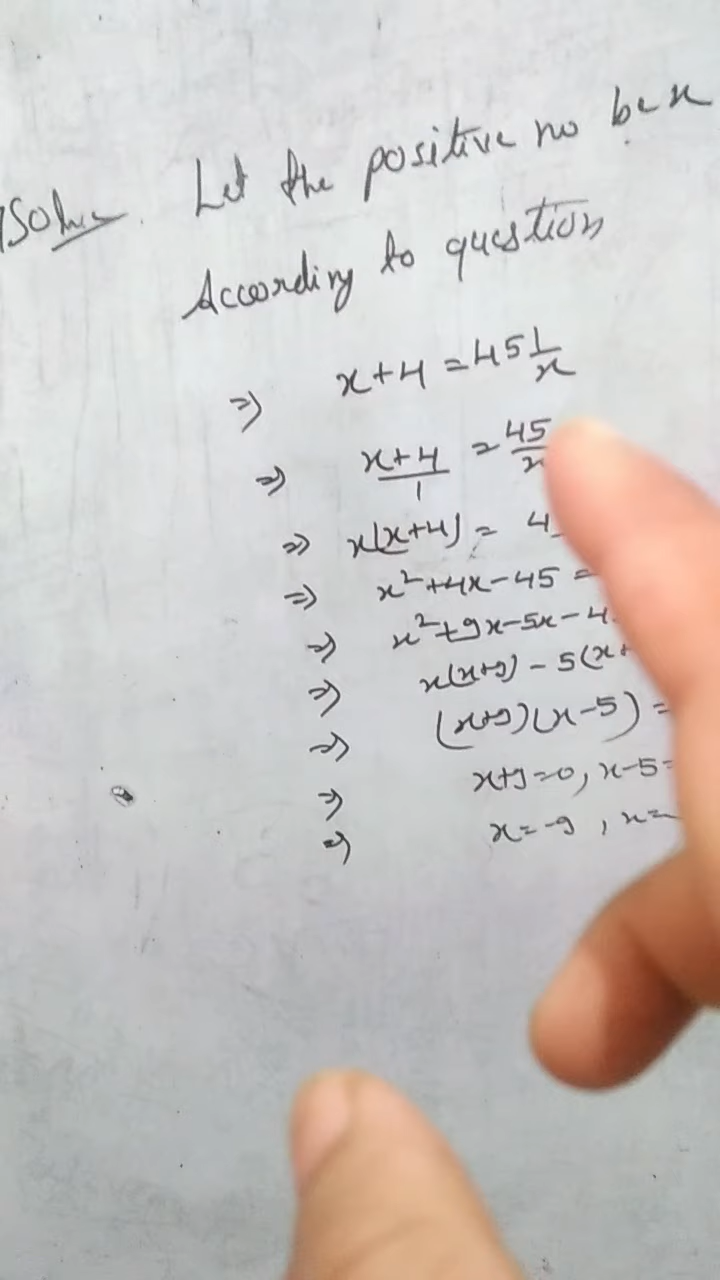 Soln. Let the positive no be x
According to question
⇒ x+4 = 45 1/x
⇒ x+4/1 = 45/x
⇒ x(x+4) = 4
⇒ x²+4x-45 =
⇒ x²+9x-5x-4
⇒ x(x+9) - 5(x+
⇒ (x+9)(x-5) =
⇒ x+9=0, x-5=
⇒ x=-9, x=